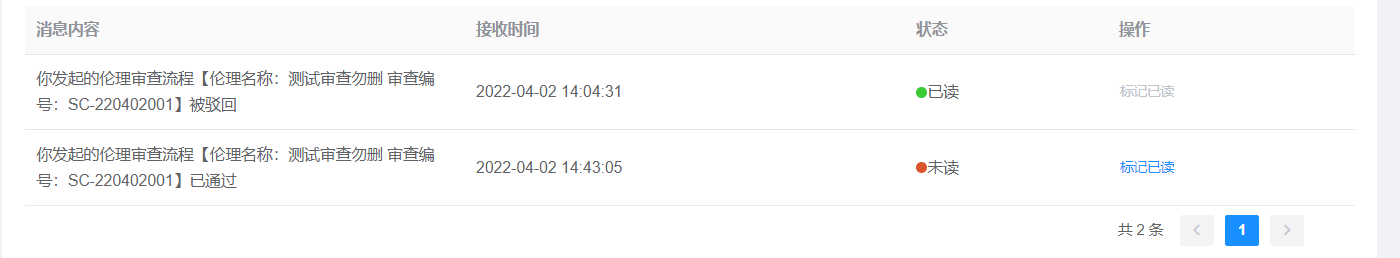 消息内容 接收时间 状态 操作
你发起的伦理审查流程【伦理名称：测试审查勿删 审查编
号：SC-220402001】被驳回
2022-04-02 14:04:31 已读 标记已读
你发起的伦理审查流程【伦理名称：测试审查勿删 审查编
号：SC-220402001】已通过
2022-04-02 14:43:05 未读 标记已读
共 2 条 1